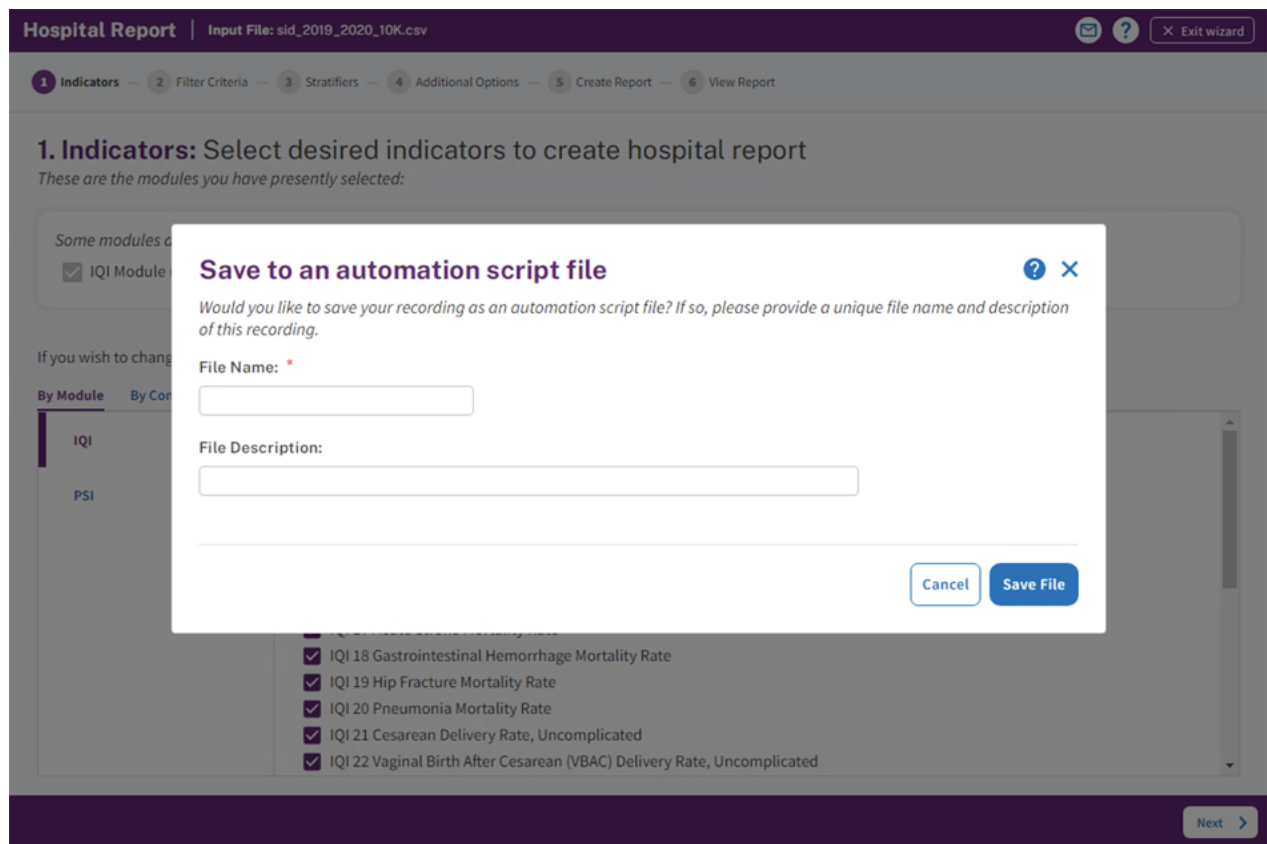 Hospital Report | Input File: sid_2019_2020_10K.csv ? × Exit wizard
1 Indicators — 2 Filter Criteria — 3 Stratifiers — 4 Additional Options — 5 Create Report — 6 View Report
1. Indicators: Select desired indicators to create hospital report
These are the modules you have presently selected:
Some modules
IQI Module
Save to an automation script file ? ×
Would you like to save your recording as an automation script file? If so, please provide a unique file name and description
of this recording.
File Name: *
File Description:
Cancel Save File
If you wish to
By Module By
IQI
PSI
IQI 18 Gastrointestinal Hemorrhage Mortality Rate
IQI 19 Hip Fracture Mortality Rate
IQI 20 Pneumonia Mortality Rate
IQI 21 Cesarean Delivery Rate, Uncomplicated
IQI 22 Vaginal Birth After Cesarean (VBAC) Delivery Rate, Uncomplicated
Next >